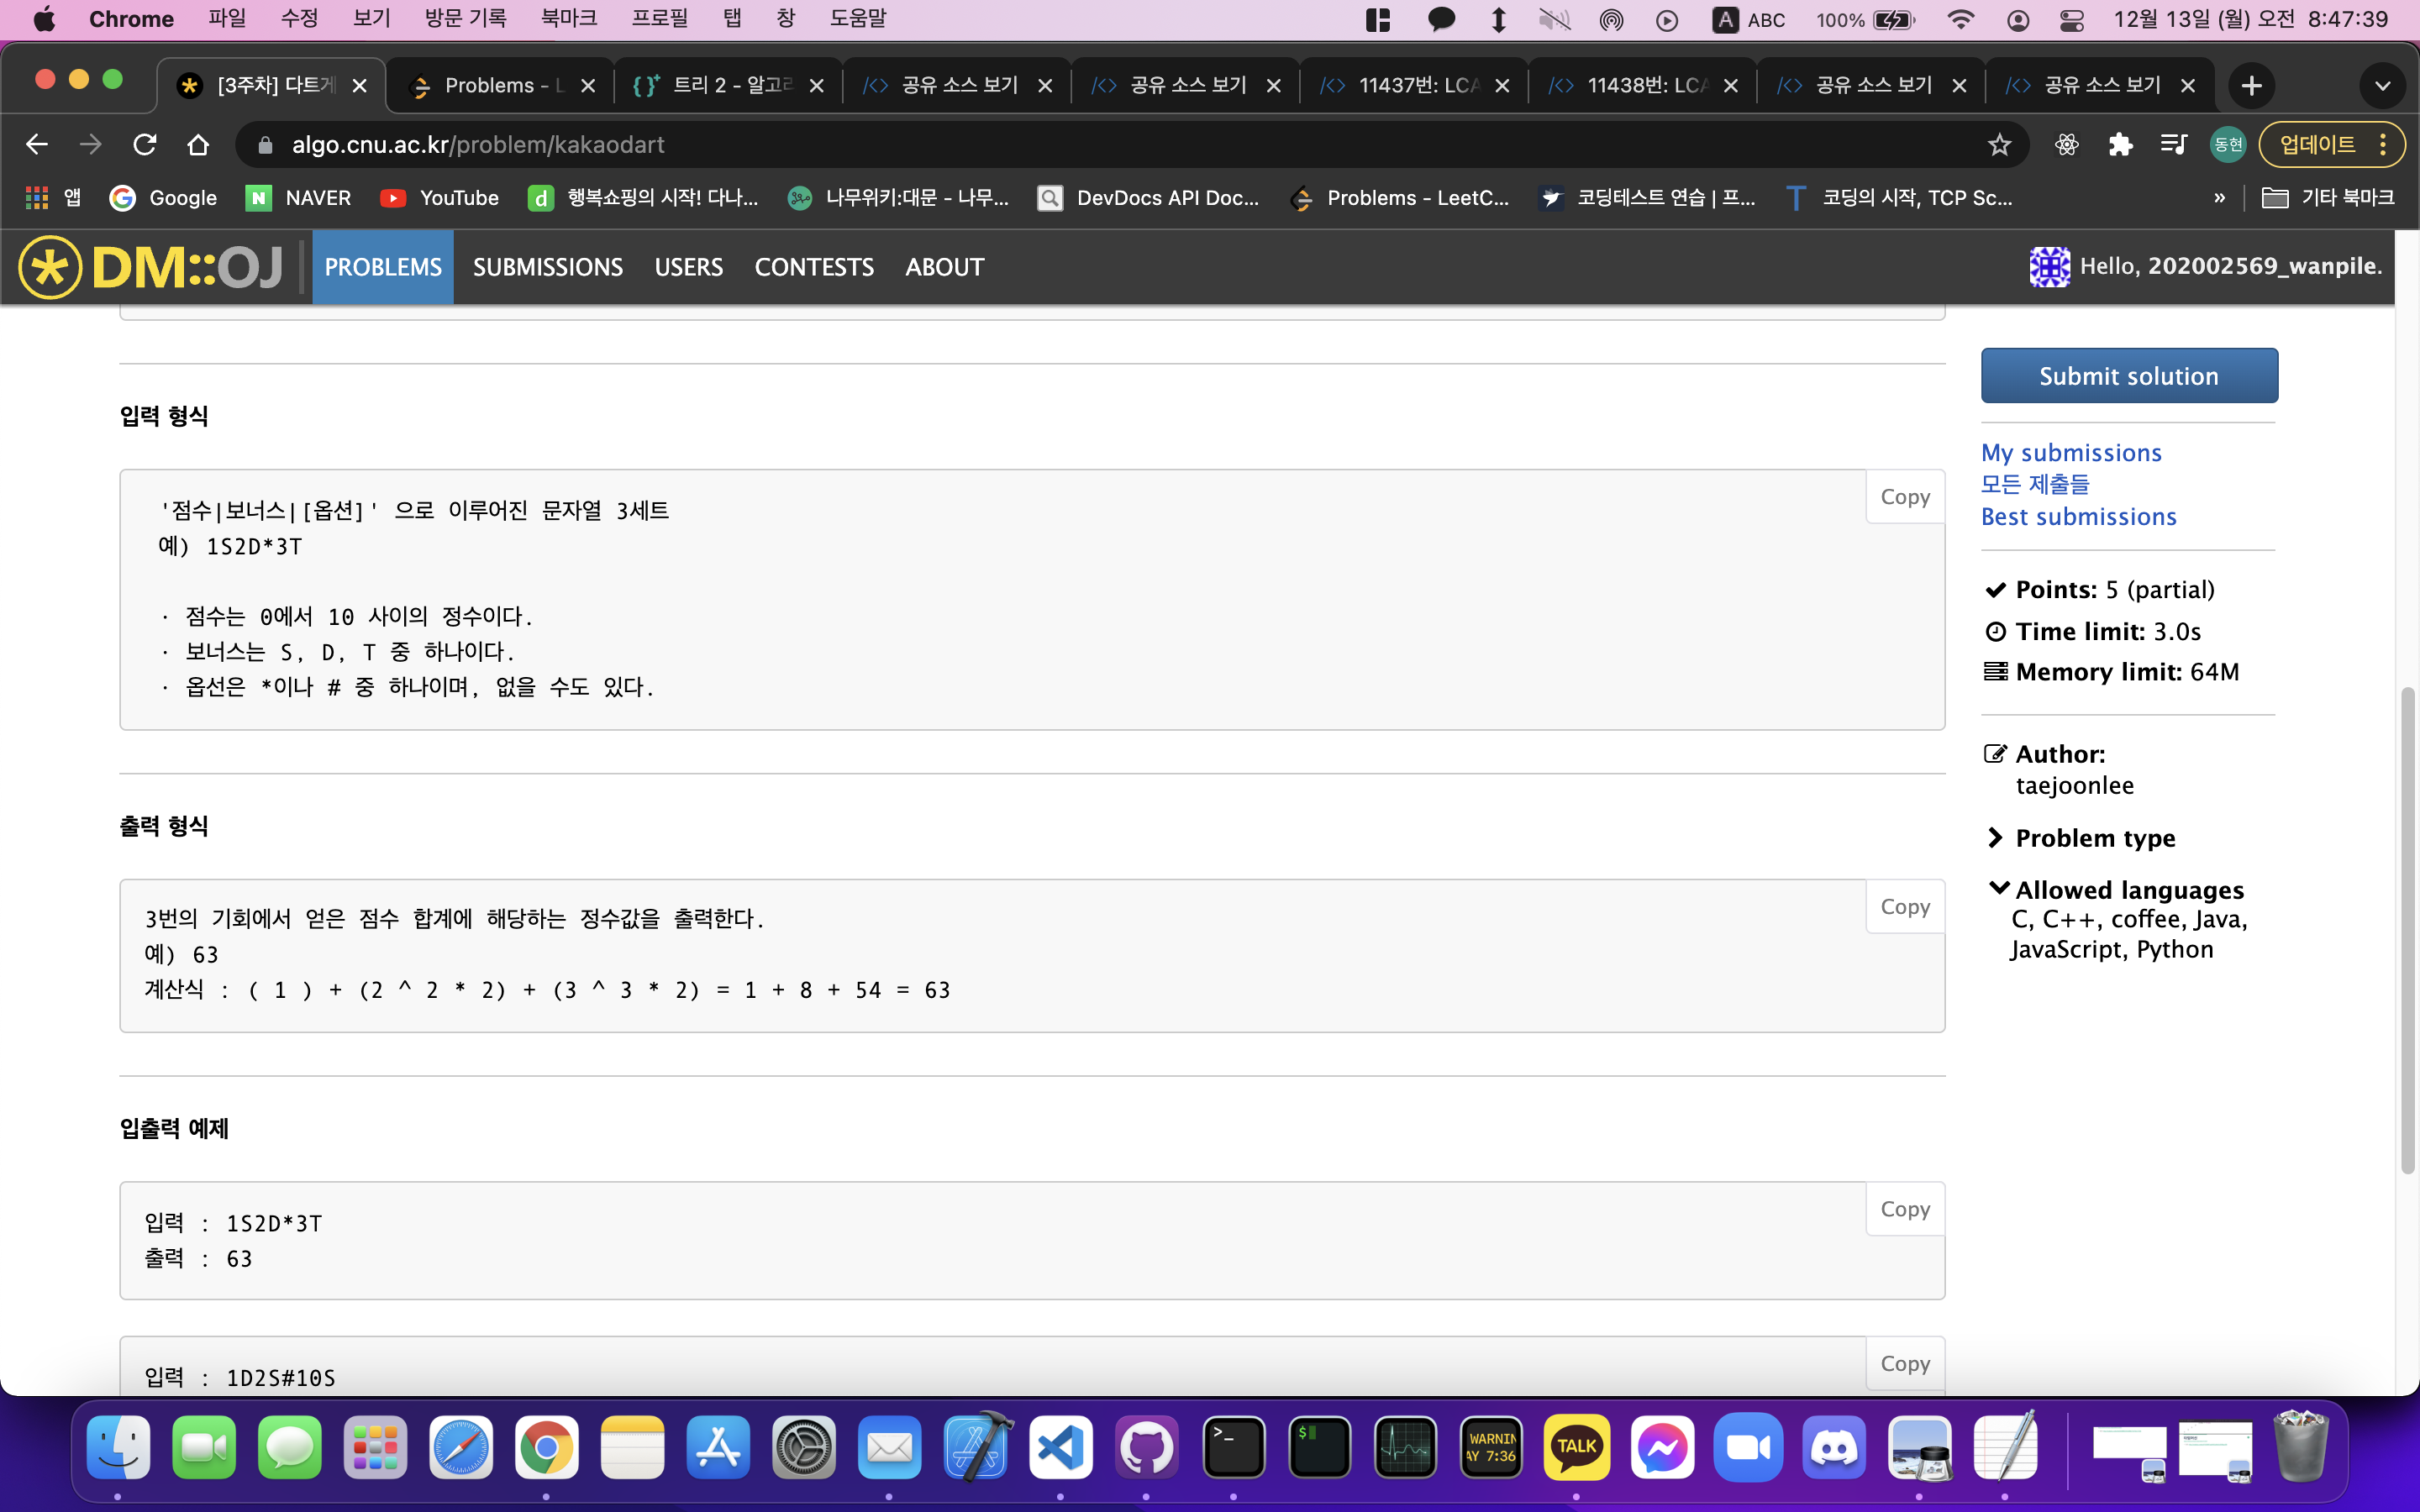 Chrome 파일 수정 보기 방문 기록 북마크 프로필 탭 창 도움말 A ABC 100% 12월 13일 (월) 오전 8:47:39
[3주차] 다트게 Problems - L 트리 2 - 알고리 공유 소스 보기 공유 소스 보기 11437번: LCA 11438번: LCA 공유 소스 보기 공유 소스 보기
algo.cnu.ac.kr/problem/kakaodart 동현 업데이트
앱 Google NAVER YouTube 행복쇼핑의 시작! 다나... 나무위키:대문 - 나무... DevDocs API Doc... Problems - LeetC... 코딩테스트 연습 | 프... 코딩의 시작, TCP Sc... » 기타 북마크
DM::OJ PROBLEMS SUBMISSIONS USERS CONTESTS ABOUT Hello, 202002569_wanpile.
입력 형식
Copy
'점수|보너스|[옵션]' 으로 이루어진 문자열 3세트
예) 1S2D*3T
· 점수는 0에서 10 사이의 정수이다.
· 보너스는 S, D, T 중 하나이다.
· 옵선은 *이나 # 중 하나이며, 없을 수도 있다.
출력 형식
Copy
3번의 기회에서 얻은 점수 합계에 해당하는 정수값을 출력한다.
예) 63
계산식 : ( 1 ) + (2 ^ 2 * 2) + (3 ^ 3 * 2) = 1 + 8 + 54 = 63
입출력 예제
Copy
입력 : 1S2D*3T
출력 : 63
Copy
입력 : 1D2S#10S
Submit solution
My submissions
모든 제출들
Best submissions
Points: 5 (partial)
Time limit: 3.0s
Memory limit: 64M
Author:
taejoonlee
Problem type
Allowed languages
C, C++, coffee, Java,
JavaScript, Python
WARNIN
AY 7:36
TALK